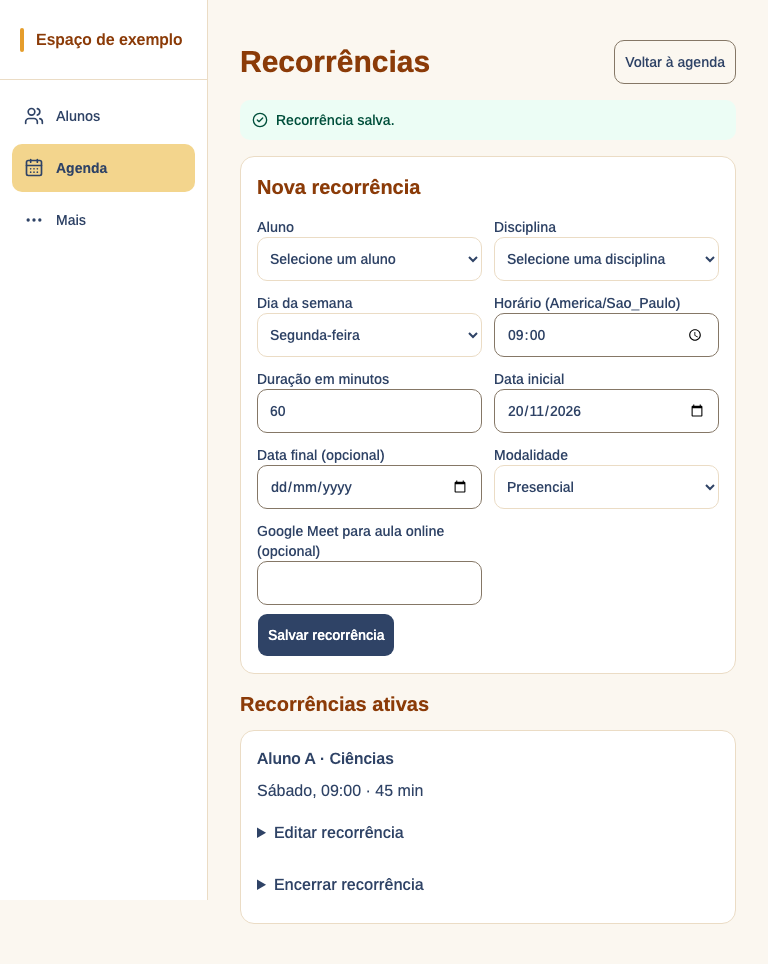 Espaço de exemplo
Alunos
Agenda
Mais
Recorrências
Voltar à agenda
Recorrência salva.
Nova recorrência
Aluno
Selecione um aluno
Disciplina
Selecione uma disciplina
Dia da semana
Segunda-feira
Horário (America/Sao_Paulo)
09:00
Duração em minutos
60
Data inicial
20/11/2026
Data final (opcional)
dd/mm/yyyy
Modalidade
Presencial
Google Meet para aula online
(opcional)
Salvar recorrência
Recorrências ativas
Aluno A · Ciências
Sábado, 09:00 · 45 min
Editar recorrência
Encerrar recorrência